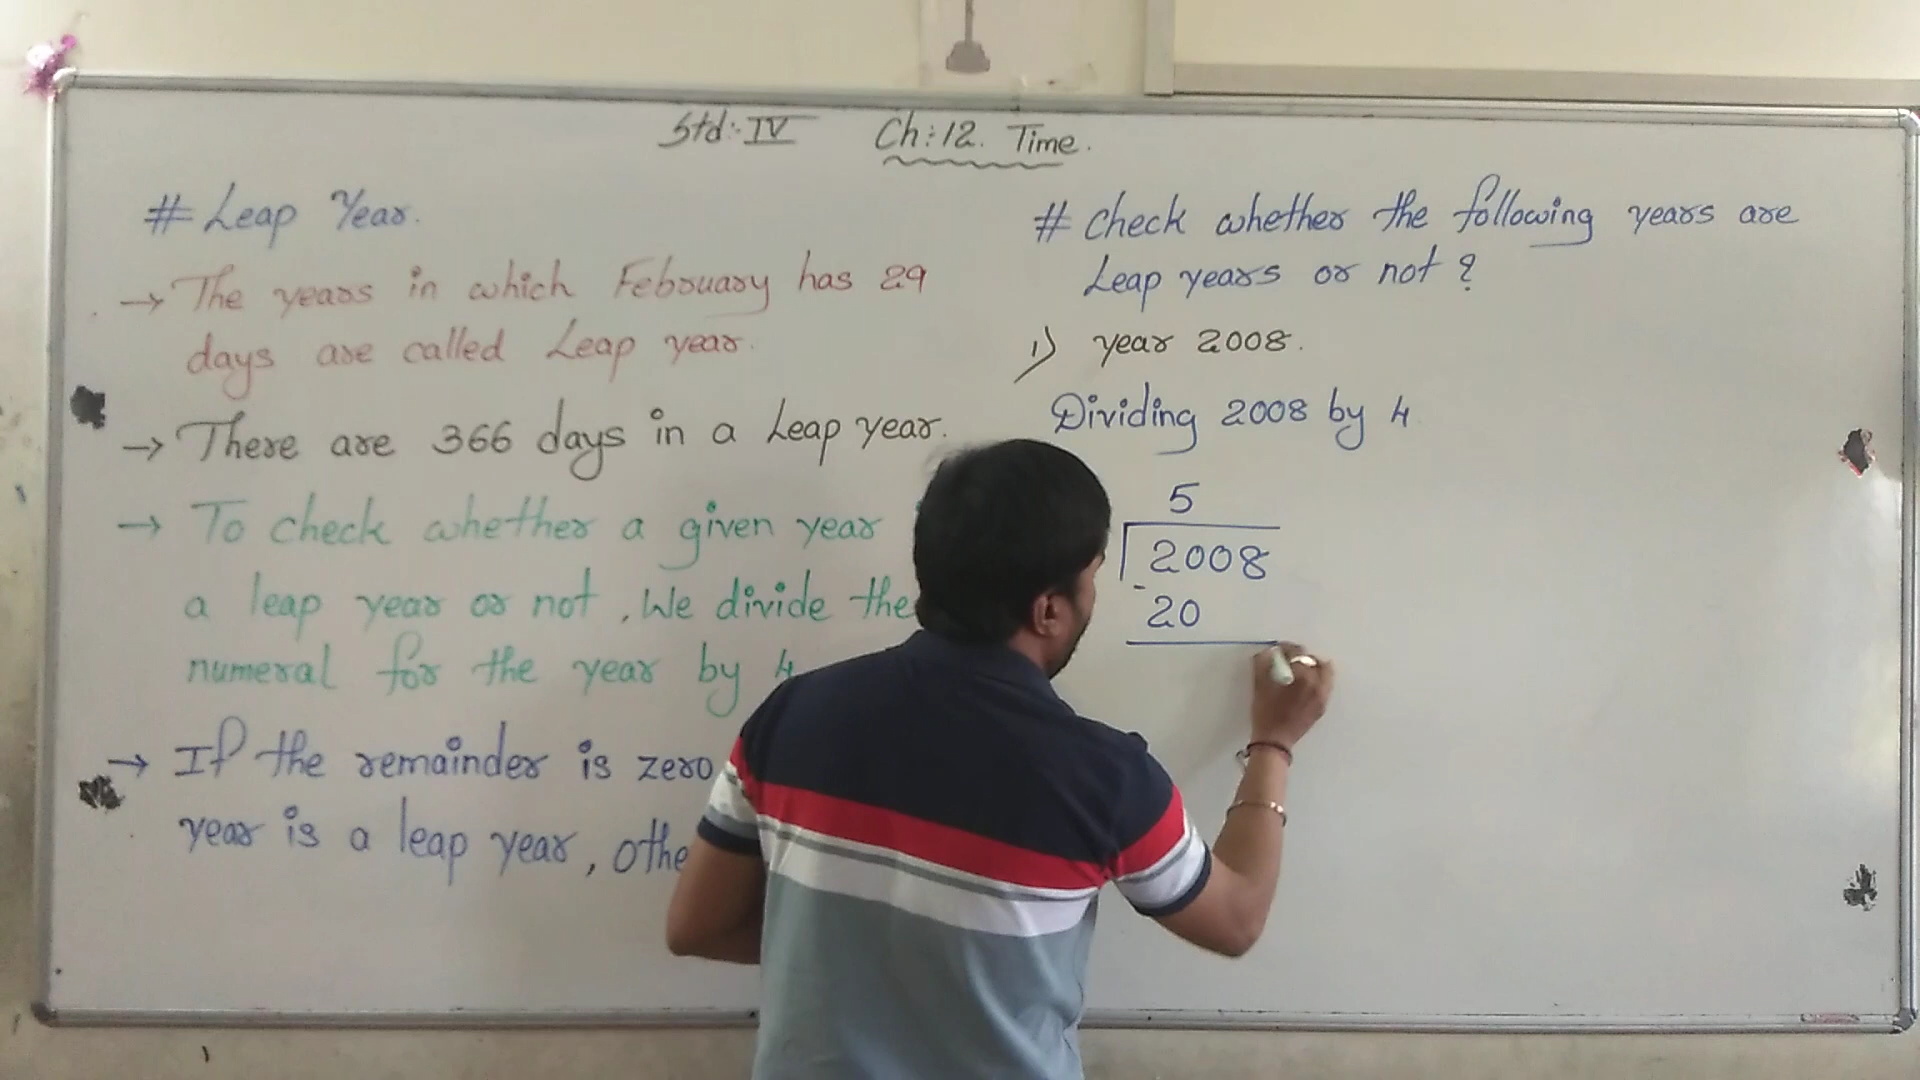 Std:- IV Ch:12. Time.
# Leap Year.
→ The years in which February has 29
days are called Leap year.
→ There are 366 days in a Leap year.
→ To check whether a given year
a leap year or not, We divide the
numeral for the year by 4
→ If the remainder is zero
year is a leap year,
# Check whether the following years are
Leap years or not?
1) year 2008.
Dividing 2008 by 4
5
2008
- 20